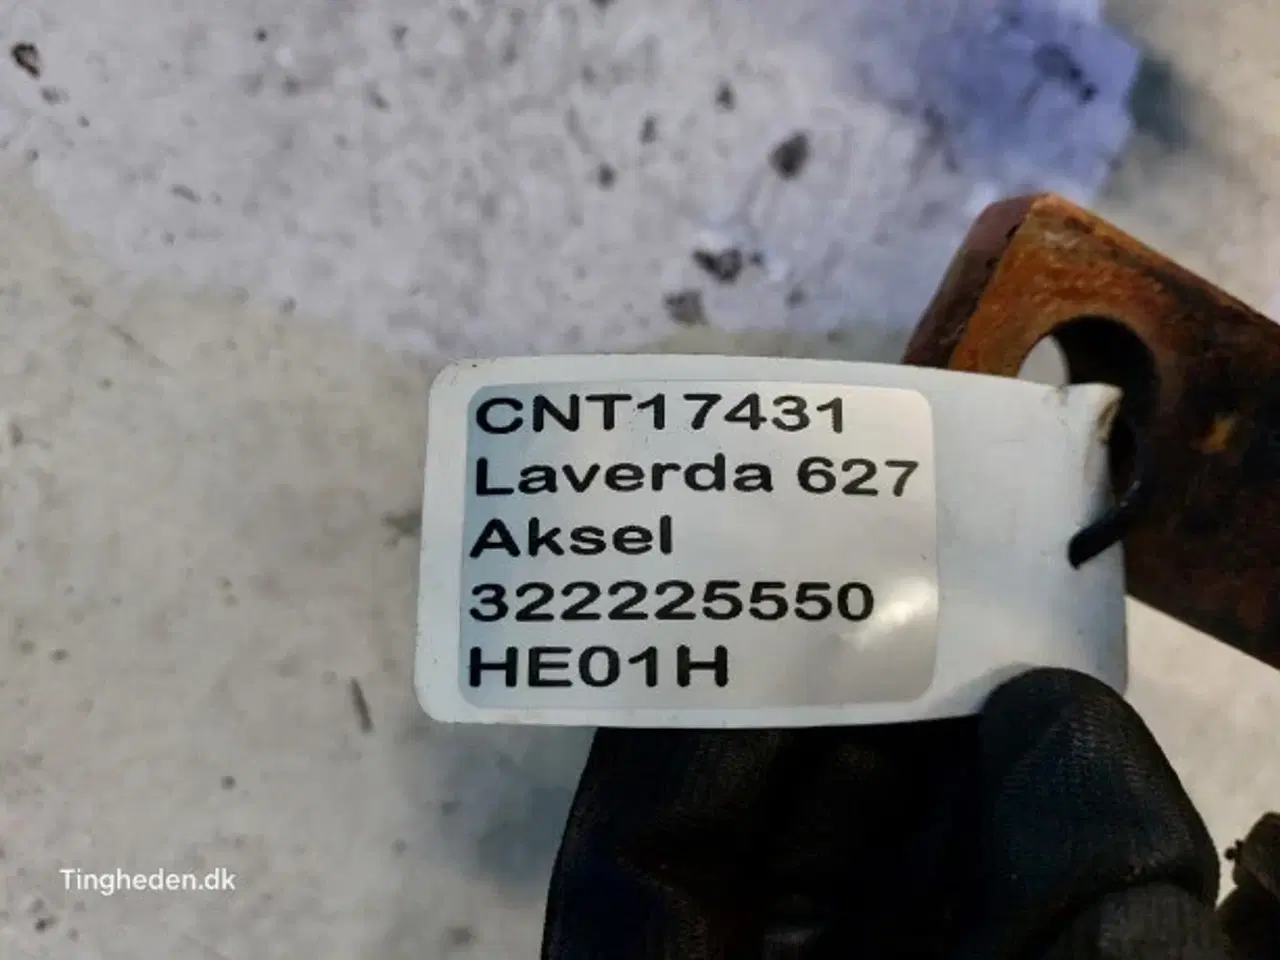 CNT17431
Laverda 627
Aksel
322225550
HE01H
Tingheden.dk